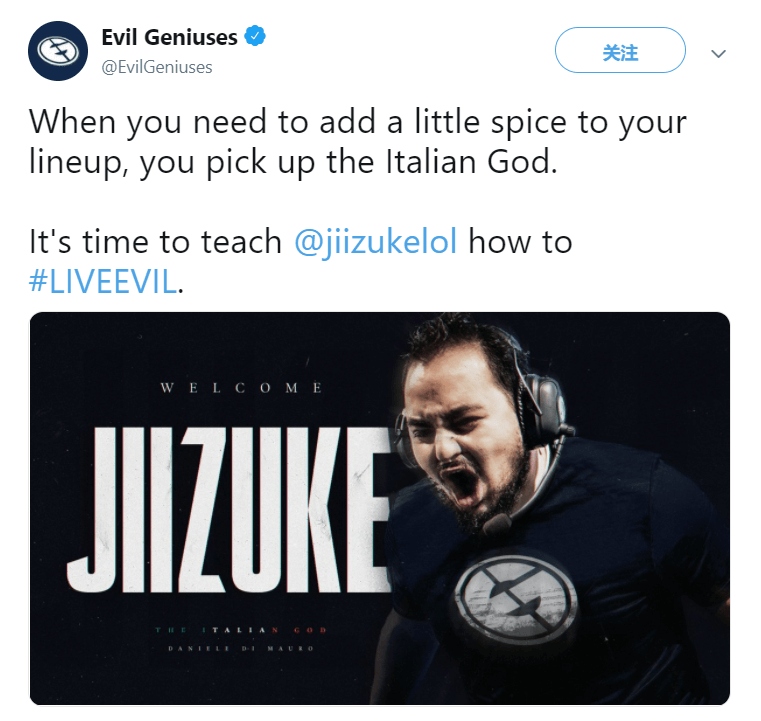 Evil Geniuses
@EvilGeniuses
关注
When you need to add a little spice to your
lineup, you pick up the Italian God.
It's time to teach @jiizukelol how to
#LIVEEVIL.
WELCOME
JIIZUKE
THE ITALIAN GOD
DANIELE DI MAURO